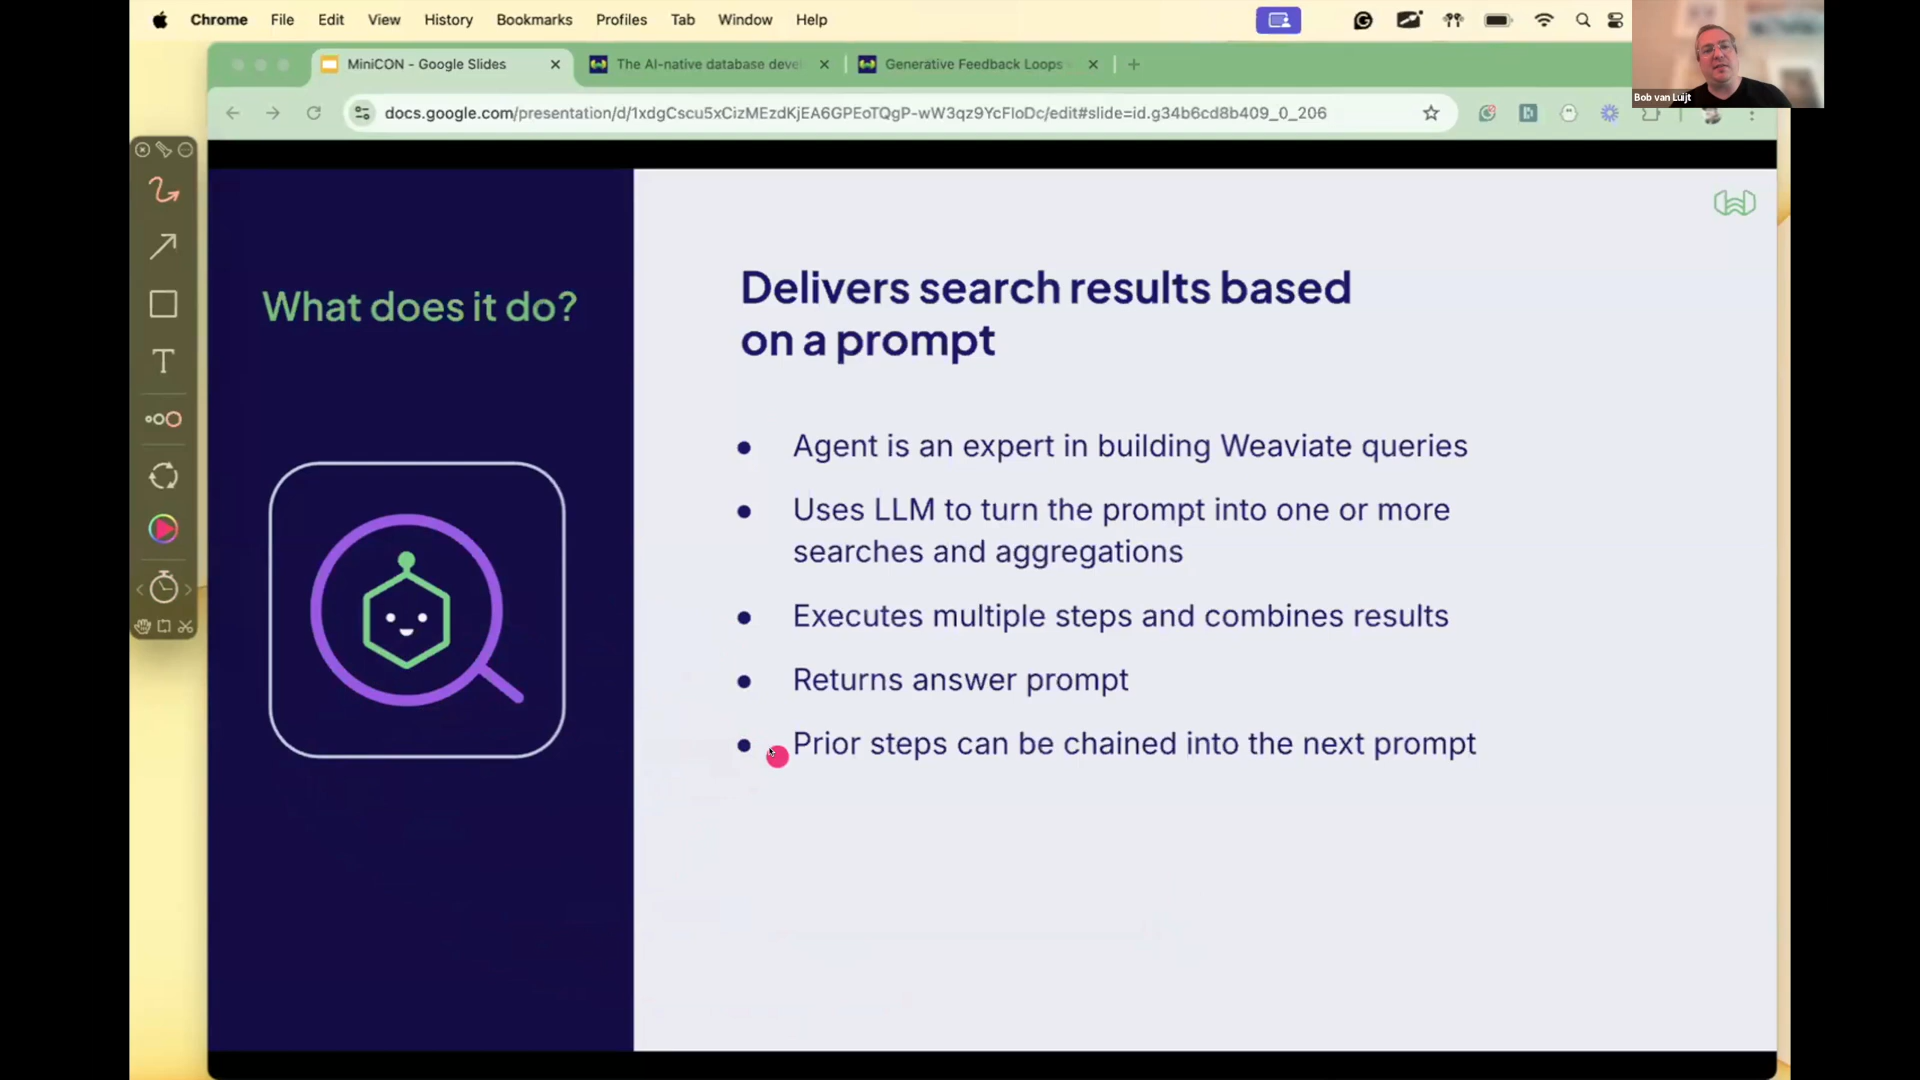 Chrome File Edit View History Bookmarks Profiles Tab Window Help
MiniCON - Google Slides
The AI-native database deve
Generative Feedback Loops
docs.google.com/presentation/d/1xdgCscu5xCizMEzdKjEA6GPEoTQgP-wW3qz9YcFIoDc/edit#slide=id.g34b6cd8b409_0_206
Bob van Luijt
T
What does it do?
Delivers search results based
on a prompt
● Agent is an expert in building Weaviate queries
● Uses LLM to turn the prompt into one or more
searches and aggregations
● Executes multiple steps and combines results
● Returns answer prompt
● Prior steps can be chained into the next prompt